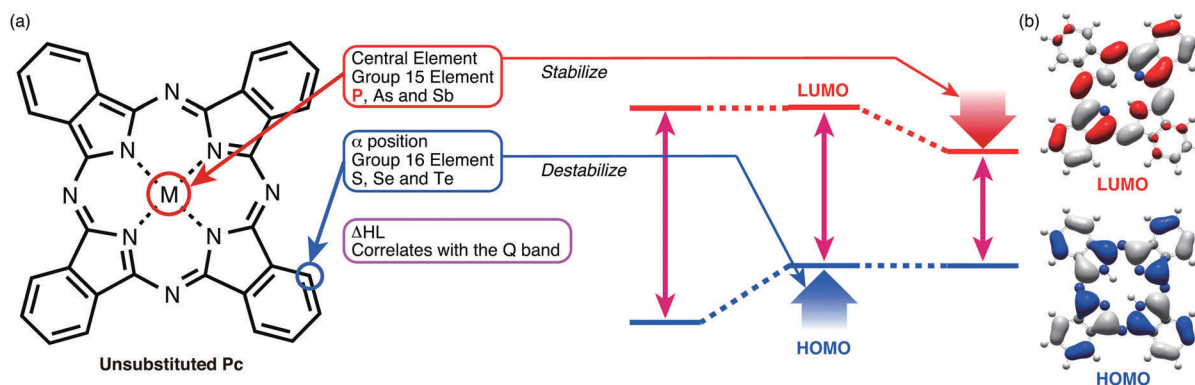 (a)
N
N
N
N
M
N
N
N
N
Unsubstituted Pc
Central Element
Group 15 Element
P, As and Sb
α position
Group 16 Element
S, Se and Te
ΔHL
Correlates with the Q band
Stabilize
Destabilize
LUMO
HOMO
(b)
LUMO
HOMO